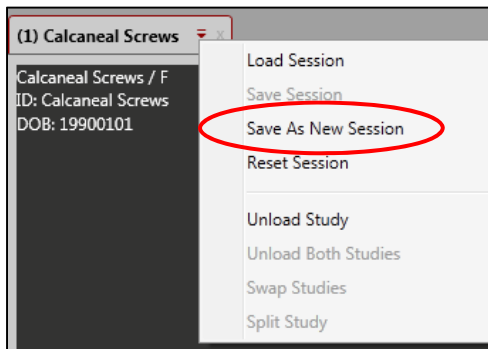 (1) Calcaneal Screws x
Calcaneal Screws / F
ID: Calcaneal Screws
DOB: 19900101
Load Session
Save Session
Save As New Session
Reset Session
Unload Study
Unload Both Studies
Swap Studies
Split Study